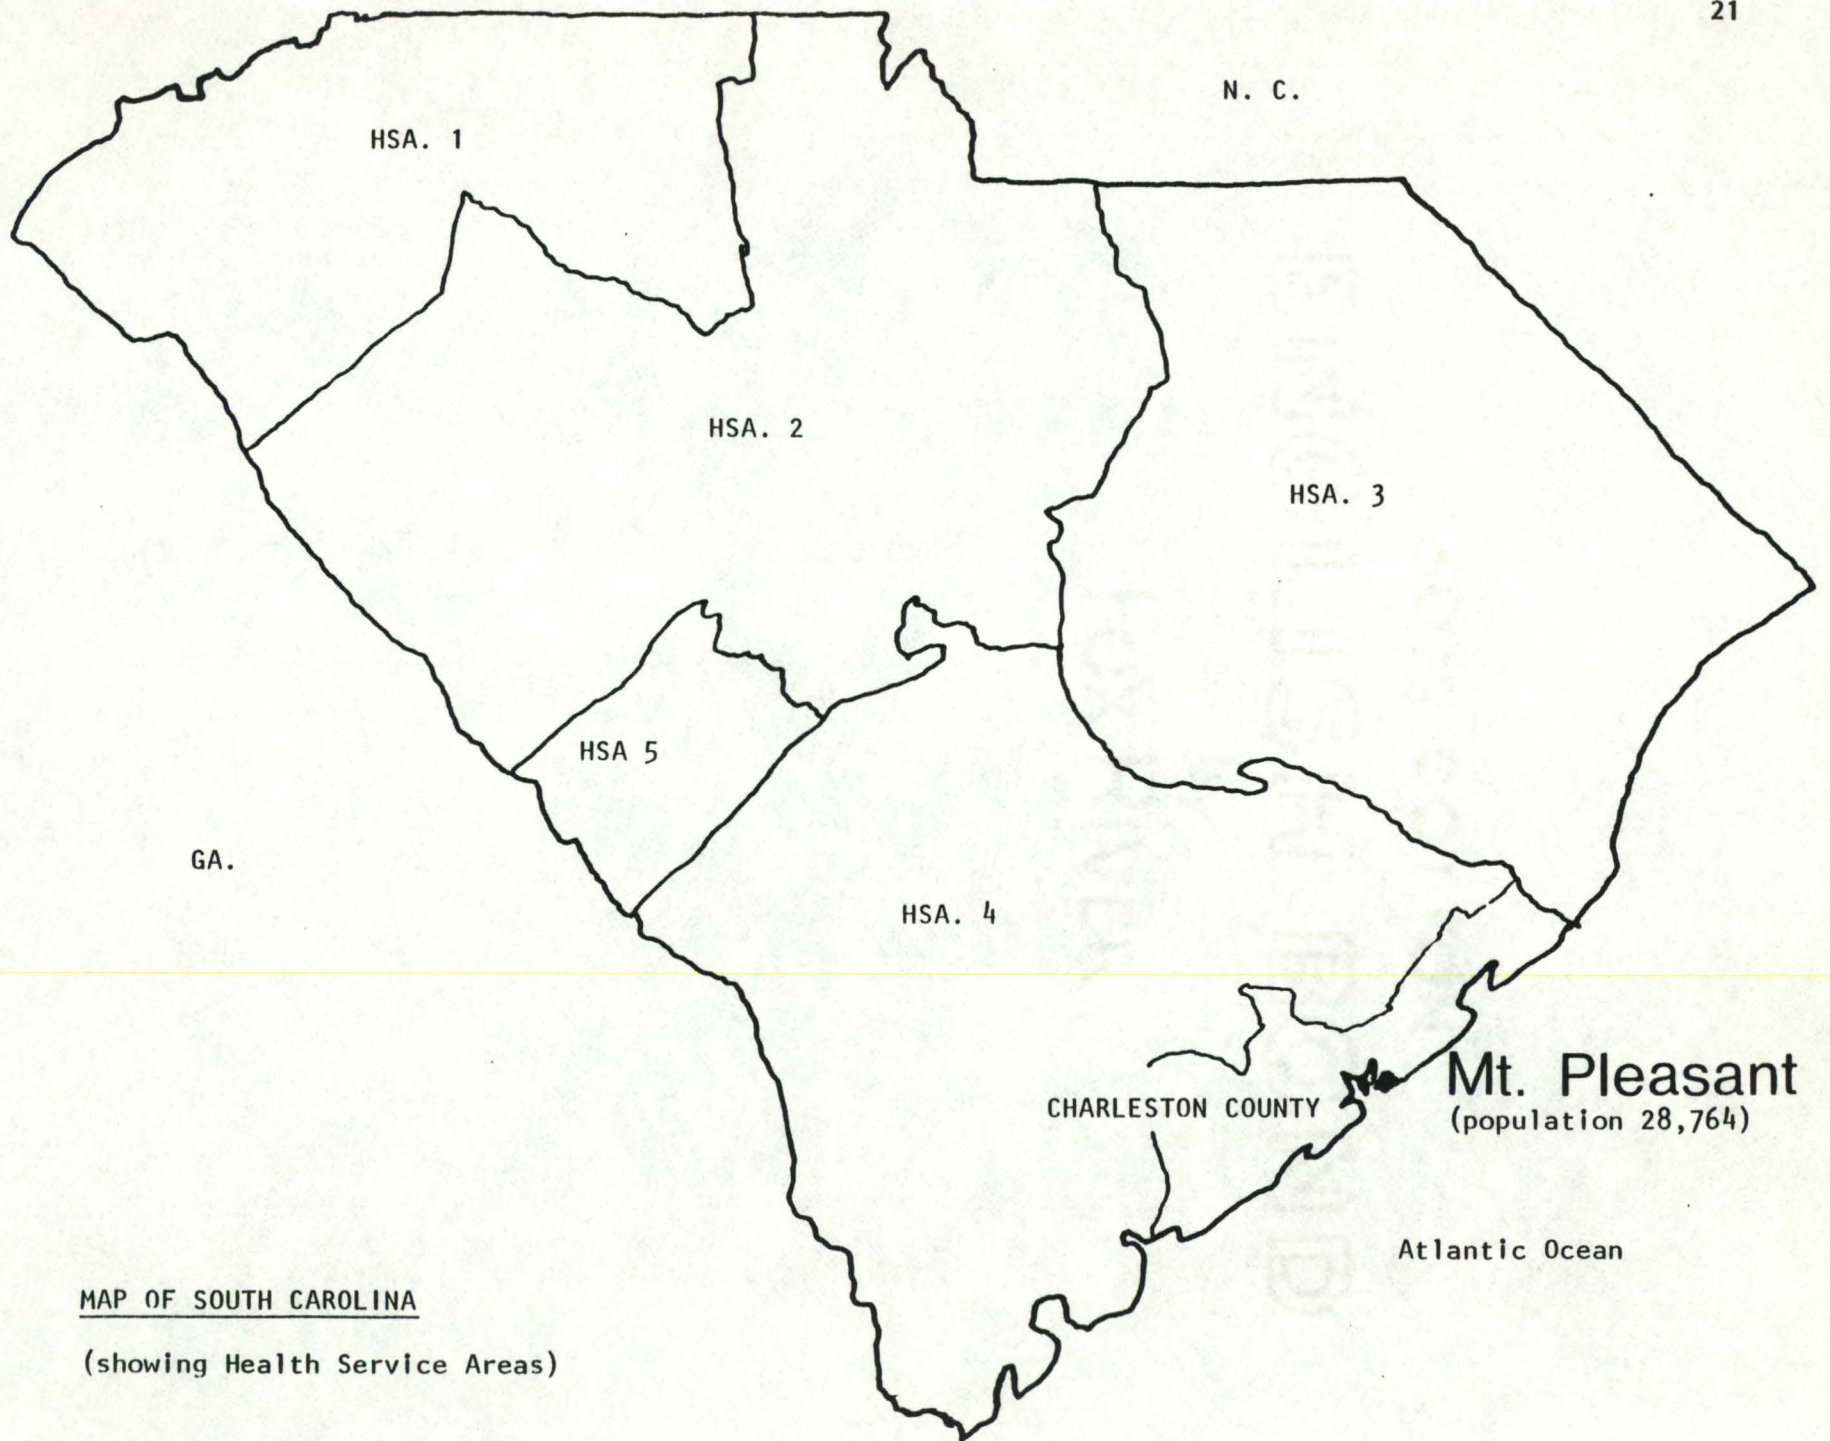 21
N. C.
HSA. 1
HSA. 2
HSA. 3
HSA 5
GA.
HSA. 4
Mt. Pleasant
(population 28,764)
CHARLESTON COUNTY
Atlantic Ocean
MAP OF SOUTH CAROLINA
(showing Health Service Areas)